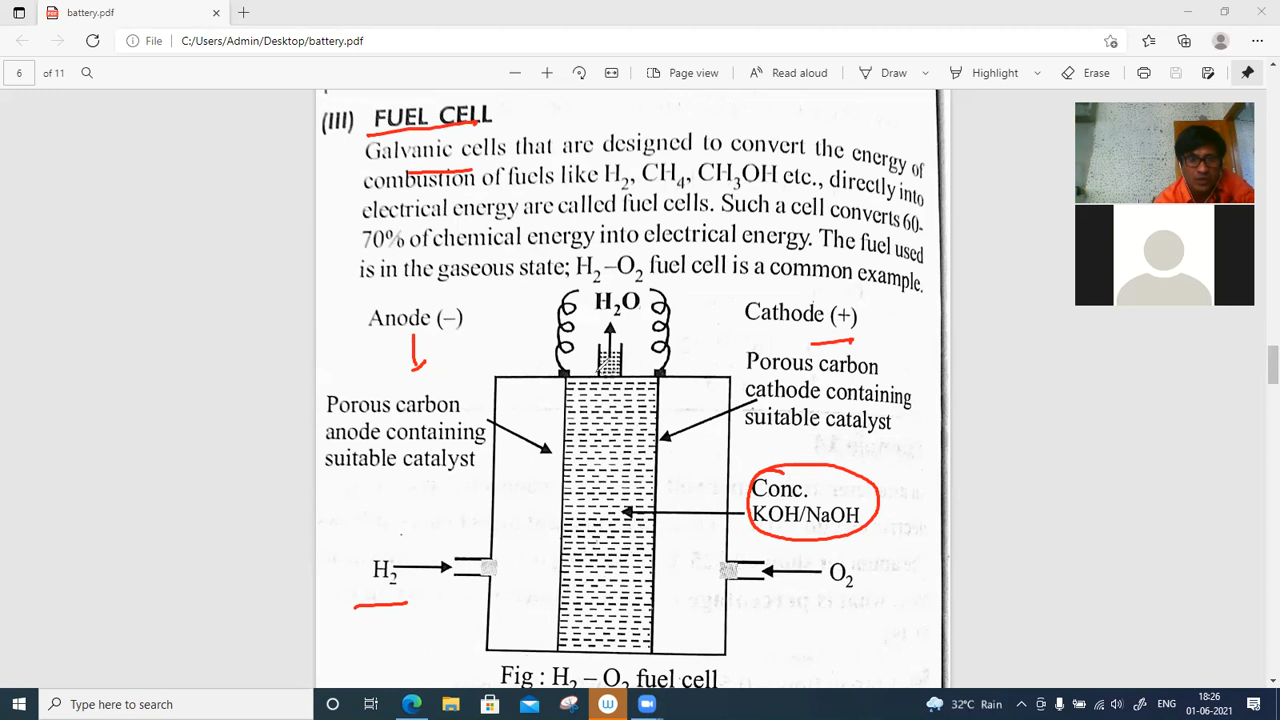 battery.pdf
File
C:/Users/Admin/Desktop/battery.pdf
6
of 11
Page view
Read aloud
Draw
Highlight
Erase
(III) FUEL CELL
Galvanic cells that are designed to convert the energy of
combustion of fuels like H₂, CH₄, CH₃OH etc., directly into
electrical energy are called fuel cells. Such a cell converts 60-
70% of chemical energy into electrical energy. The fuel used
is in the gaseous state; H₂–O₂ fuel cell is a common example.
Anode (–)
H₂O
Cathode (+)
Porous carbon
cathode containing
suitable catalyst
Porous carbon
anode containing
suitable catalyst
Conc.
KOH/NaOH
H₂
O₂
Fig : H₂ – O₂ fuel cell
Type here to search
32°C Rain
ENG
18:26
01-06-2021